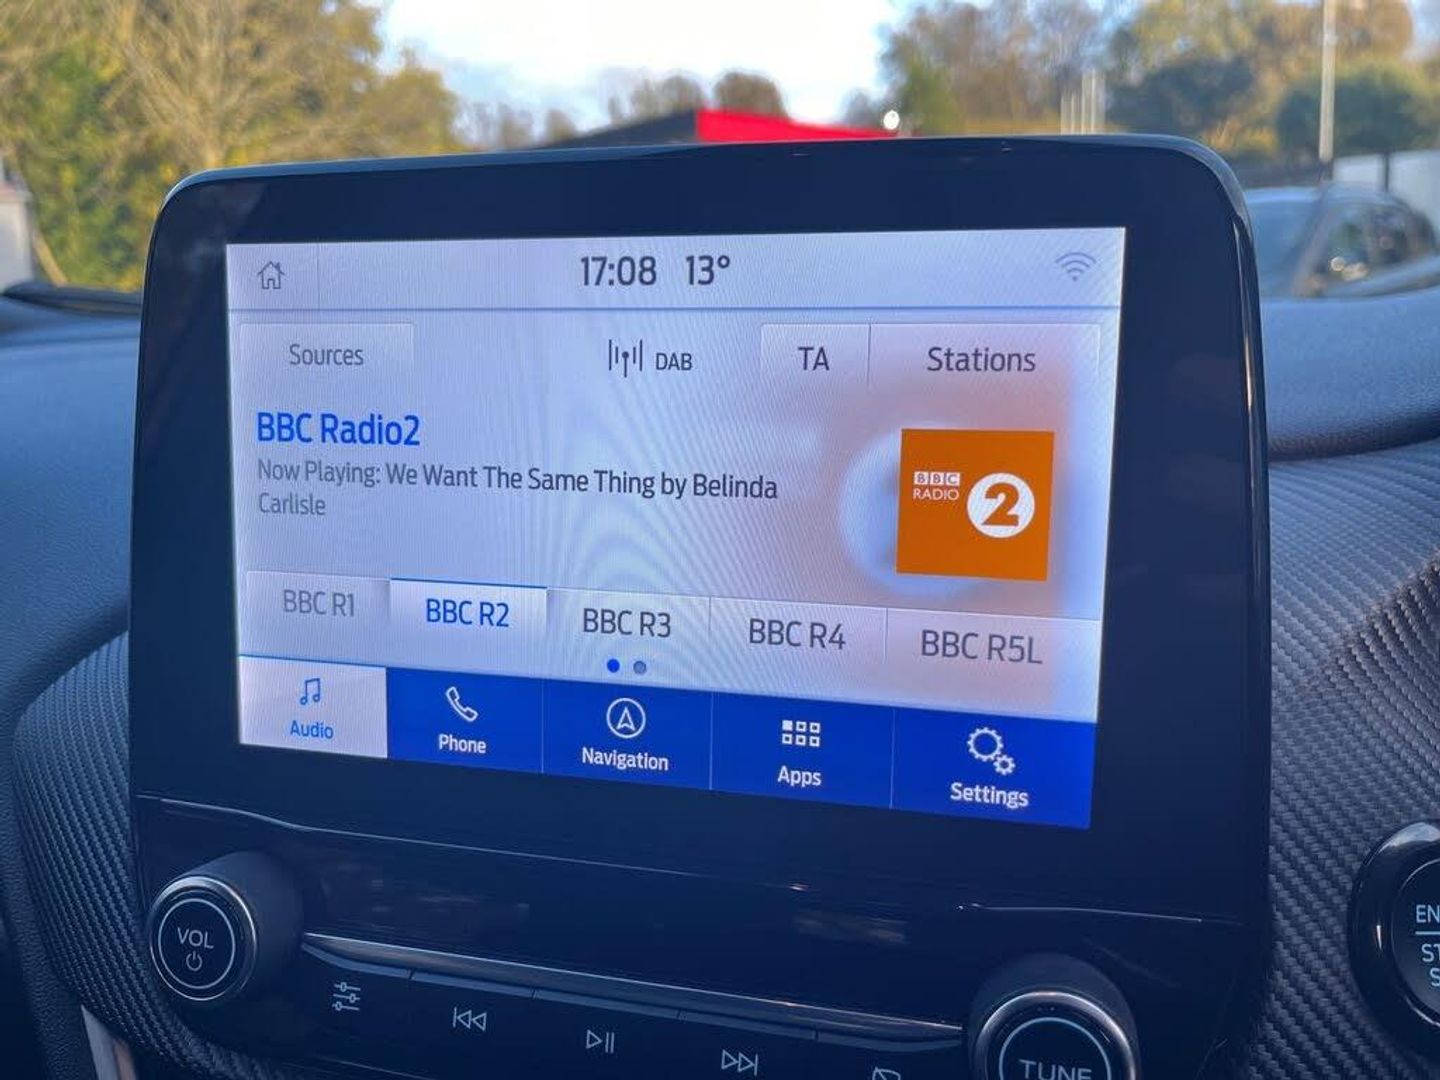 17:08 13°
Sources DAB TA Stations
BBC Radio2
Now Playing: We Want The Same Thing by Belinda
Carlisle
BBC
RADIO 2
BBC R1 BBC R2 BBC R3 BBC R4 BBC R5L
Audio Phone Navigation Apps Settings
VOL
TUNE